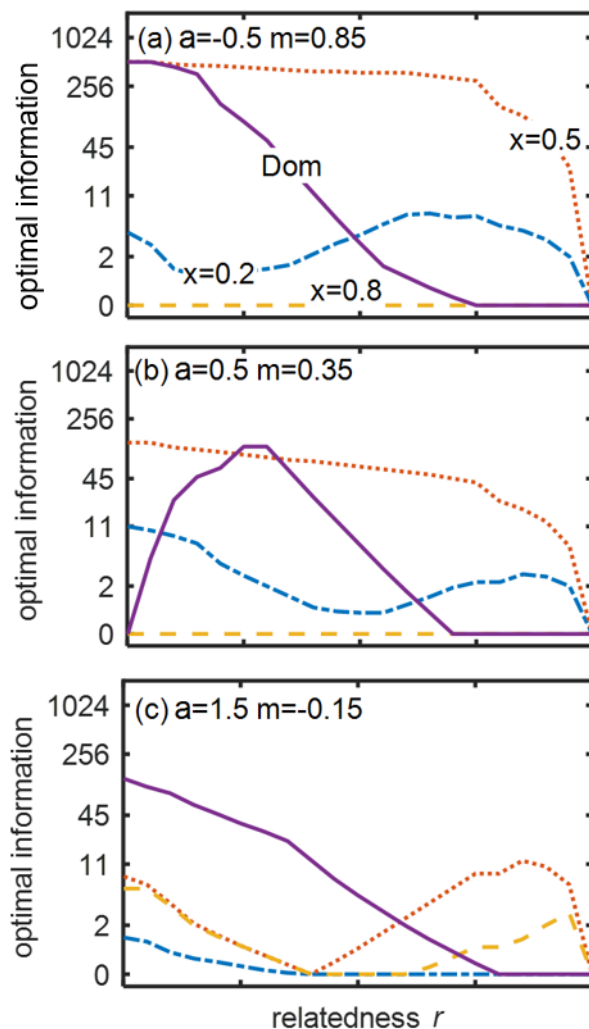 (a) a=-0.5 m=0.85
optimal information
1024
256
45
11
2
0
Dom
x=0.5
x=0.2
x=0.8
(b) a=0.5 m=0.35
optimal information
1024
256
45
11
2
0
(c) a=1.5 m=-0.15
optimal information
1024
256
45
11
2
0
relatedness r